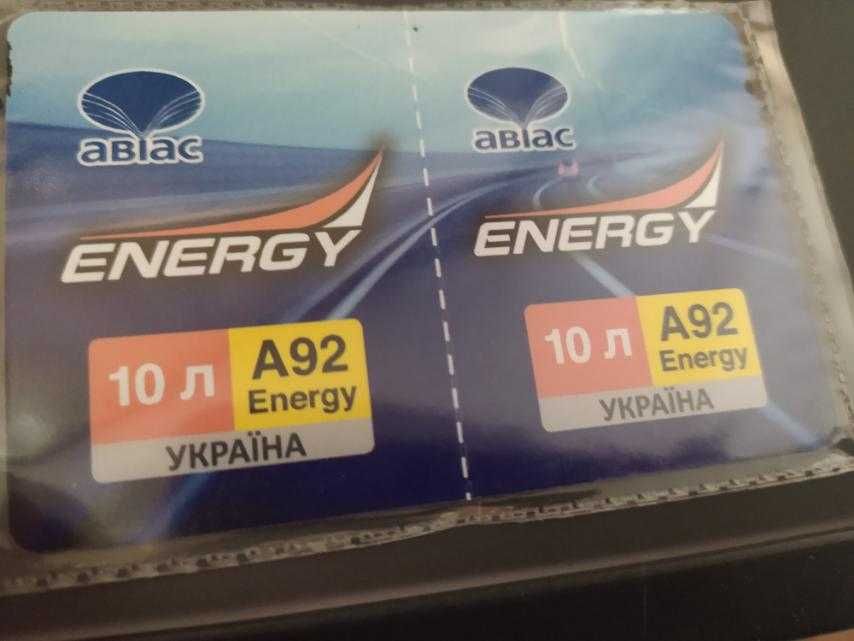 авіас
ENERGY
10 л
A92
Energy
УКРАЇНА
авіас
ENERGY
10 л
A92
Energy
УКРАЇНА